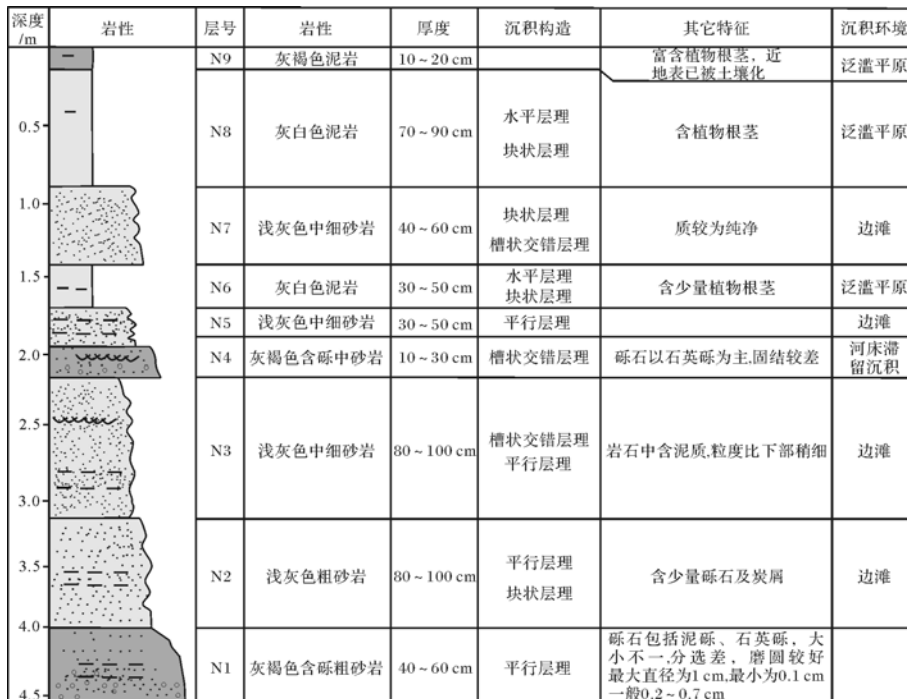 深度/m 岩性 层号 岩性 厚度 沉积构造 其它特征 沉积环境
N9 灰褐色泥岩 10~20 cm 富含植物根茎，近地表已被土壤化 泛滥平原
0.5 N8 灰白色泥岩 70~90 cm 水平层理 块状层理 含植物根茎 泛滥平原
1.0 N7 浅灰色中细砂岩 40~60 cm 块状层理 槽状交错层理 质较为纯净 边滩
1.5 N6 灰白色泥岩 30~50 cm 水平层理 块状层理 含少量植物根茎 泛滥平原
N5 浅灰色中细砂岩 30~50 cm 平行层理 边滩
2.0 N4 灰褐色含砾中砂岩 10~30 cm 槽状交错层理 砾石以石英砾为主,固结较差 河床滞留沉积
2.5 N3 浅灰色中细砂岩 80~100 cm 槽状交错层理 平行层理 岩石中含泥质,粒度比下部稍细 边滩
3.0
3.5 N2 浅灰色粗砂岩 80~100 cm 平行层理 块状层理 含少量砾石及炭屑 边滩
4.0
4.5 N1 灰褐色含砾粗砂岩 40~60 cm 平行层理 砾石包括泥砾、石英砾，大小不一,分选差，磨圆较好 最大直径为1 cm,最小为0.1 cm 一般0.2~0.7 cm